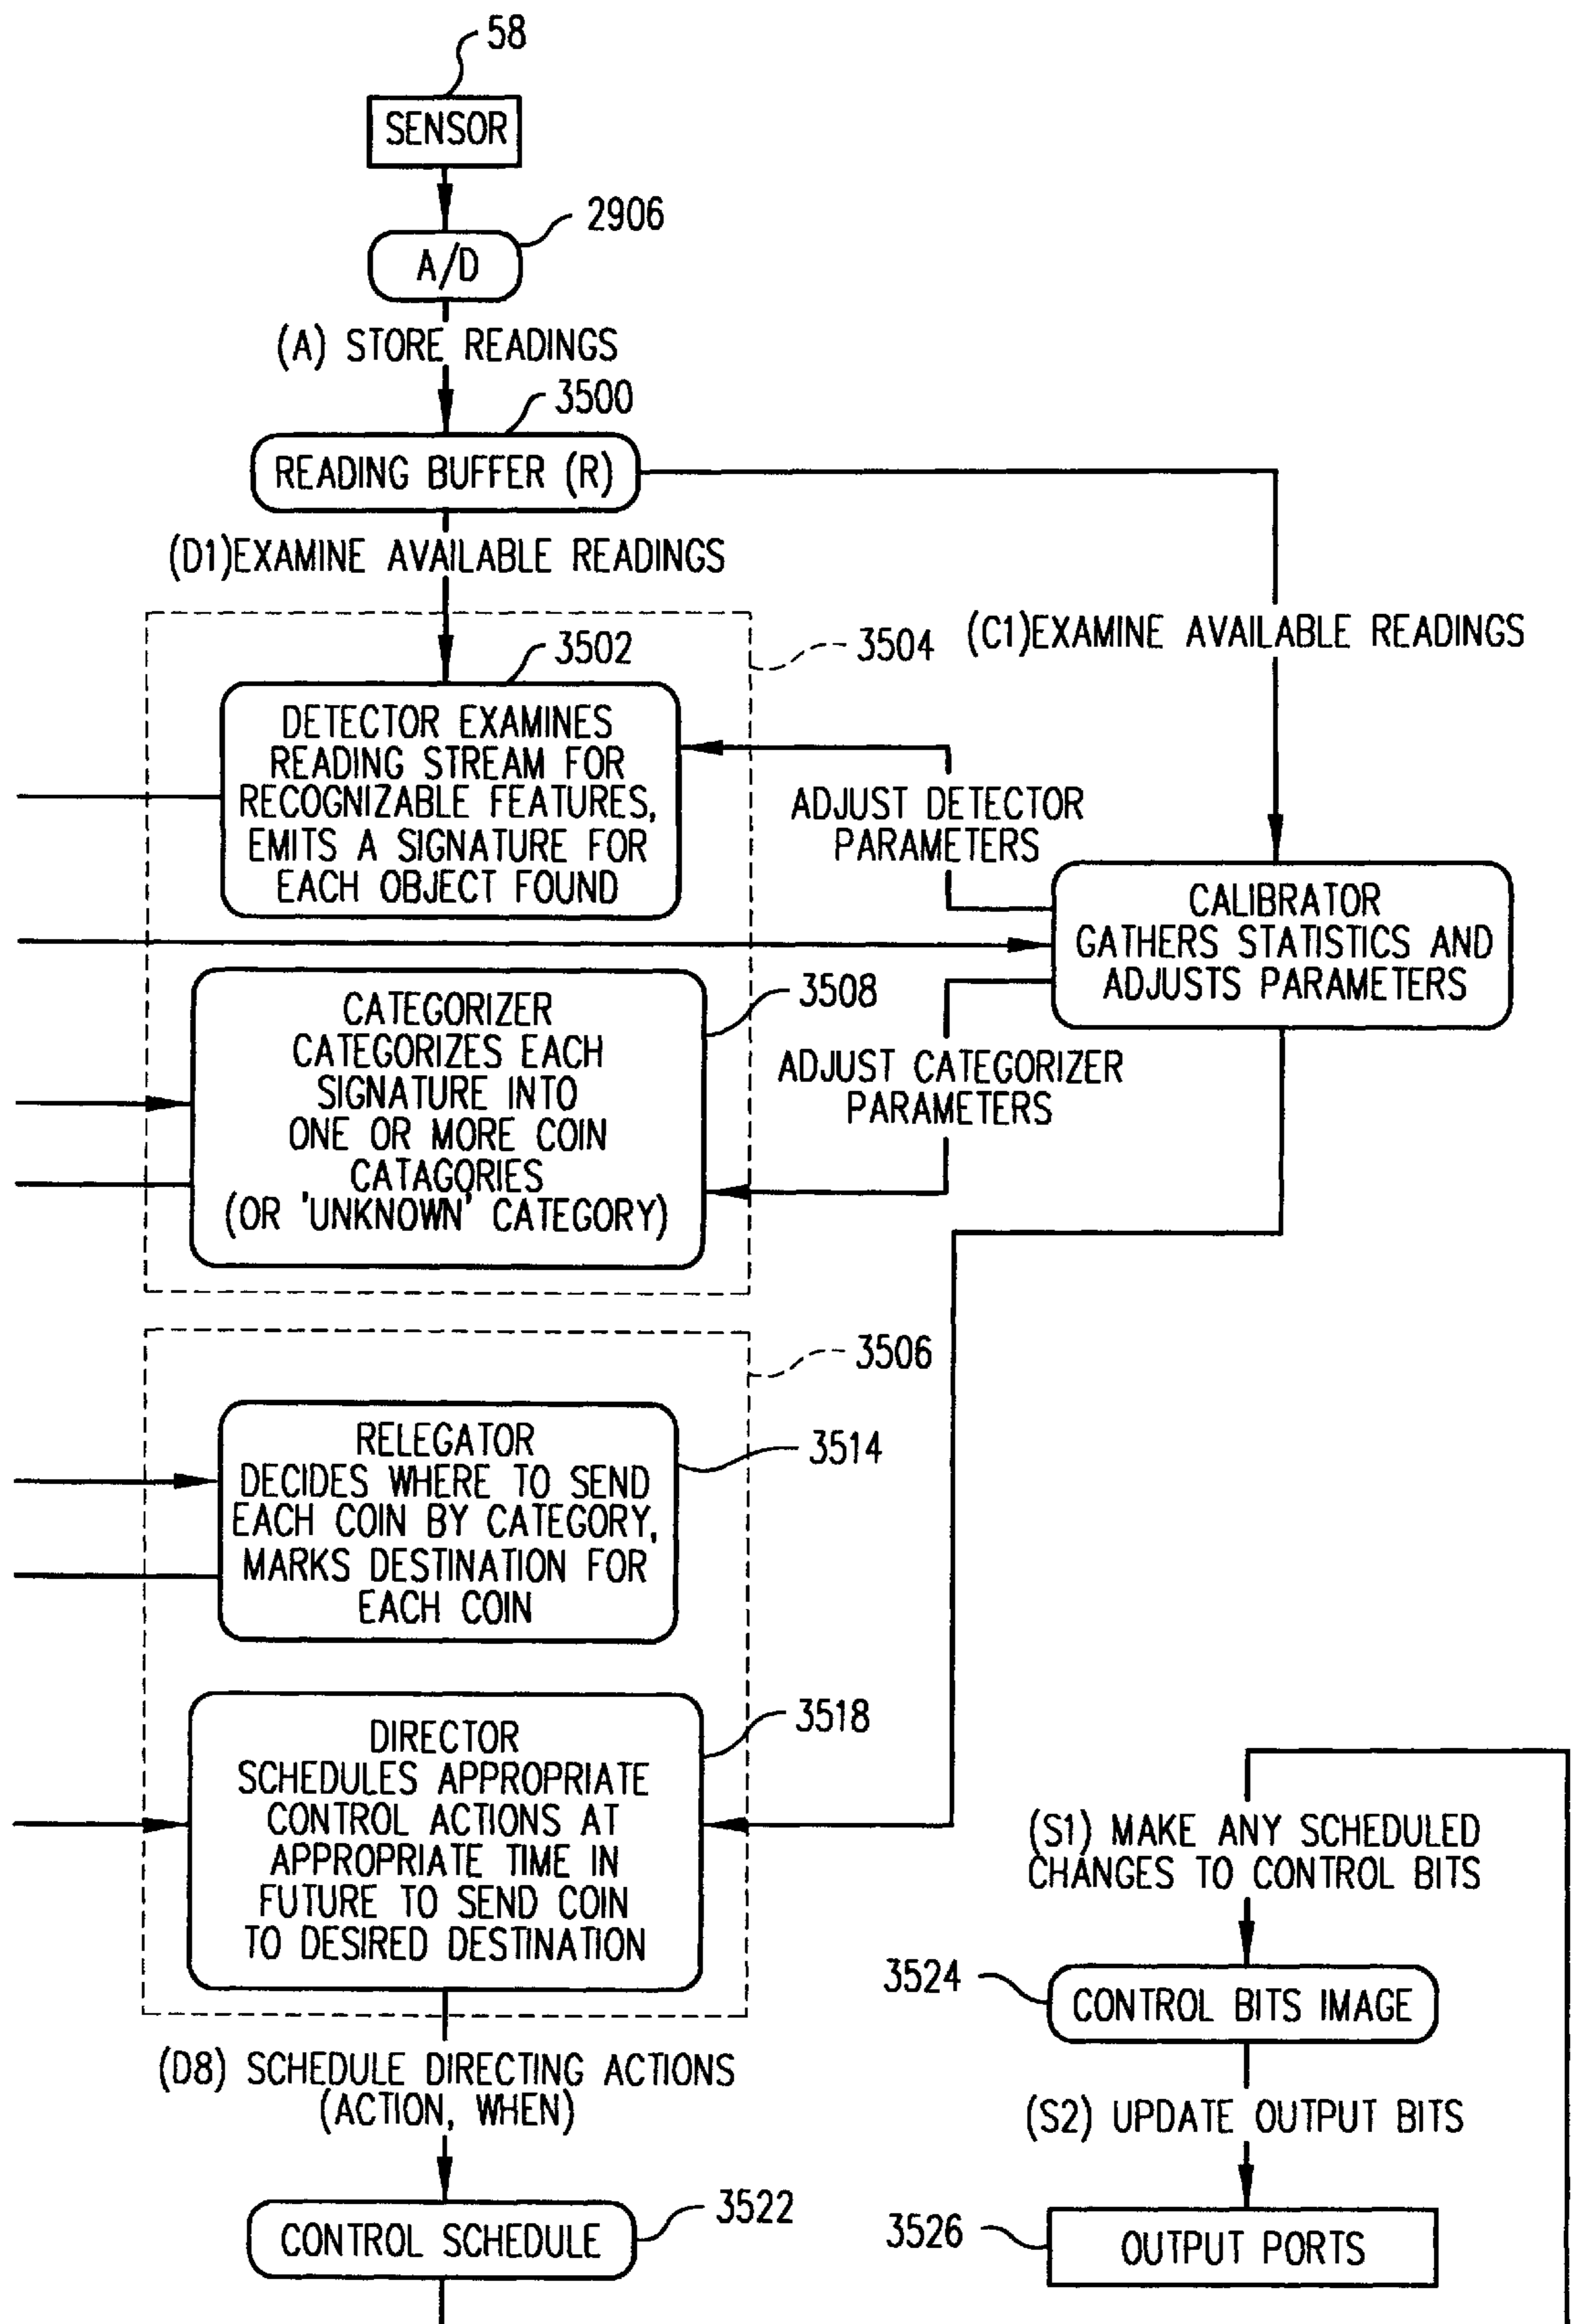 58
SENSOR
2906
A/D
(A) STORE READINGS
3500
READING BUFFER (R)
(D1)EXAMINE AVAILABLE READINGS
3504
(C1)EXAMINE AVAILABLE READINGS
3502
DETECTOR EXAMINES
READING STREAM FOR
RECOGNIZABLE FEATURES,
EMITS A SIGNATURE FOR
EACH OBJECT FOUND
ADJUST DETECTOR
PARAMETERS
CALIBRATOR
GATHERS STATISTICS AND
ADJUSTS PARAMETERS
3508
CATEGORIZER
CATEGORIZES EACH
SIGNATURE INTO
ONE OR MORE COIN
CATAGORIES
(OR 'UNKNOWN' CATEGORY)
ADJUST CATEGORIZER
PARAMETERS
3506
RELEGATOR
DECIDES WHERE TO SEND
EACH COIN BY CATEGORY,
MARKS DESTINATION FOR
EACH COIN
3514
3518
DIRECTOR
SCHEDULES APPROPRIATE
CONTROL ACTIONS AT
APPROPRIATE TIME IN
FUTURE TO SEND COIN
TO DESIRED DESTINATION
(S1) MAKE ANY SCHEDULED
CHANGES TO CONTROL BITS
3524
CONTROL BITS IMAGE
(D8) SCHEDULE DIRECTING ACTIONS
(ACTION, WHEN)
(S2) UPDATE OUTPUT BITS
3522
CONTROL SCHEDULE
3526
OUTPUT PORTS